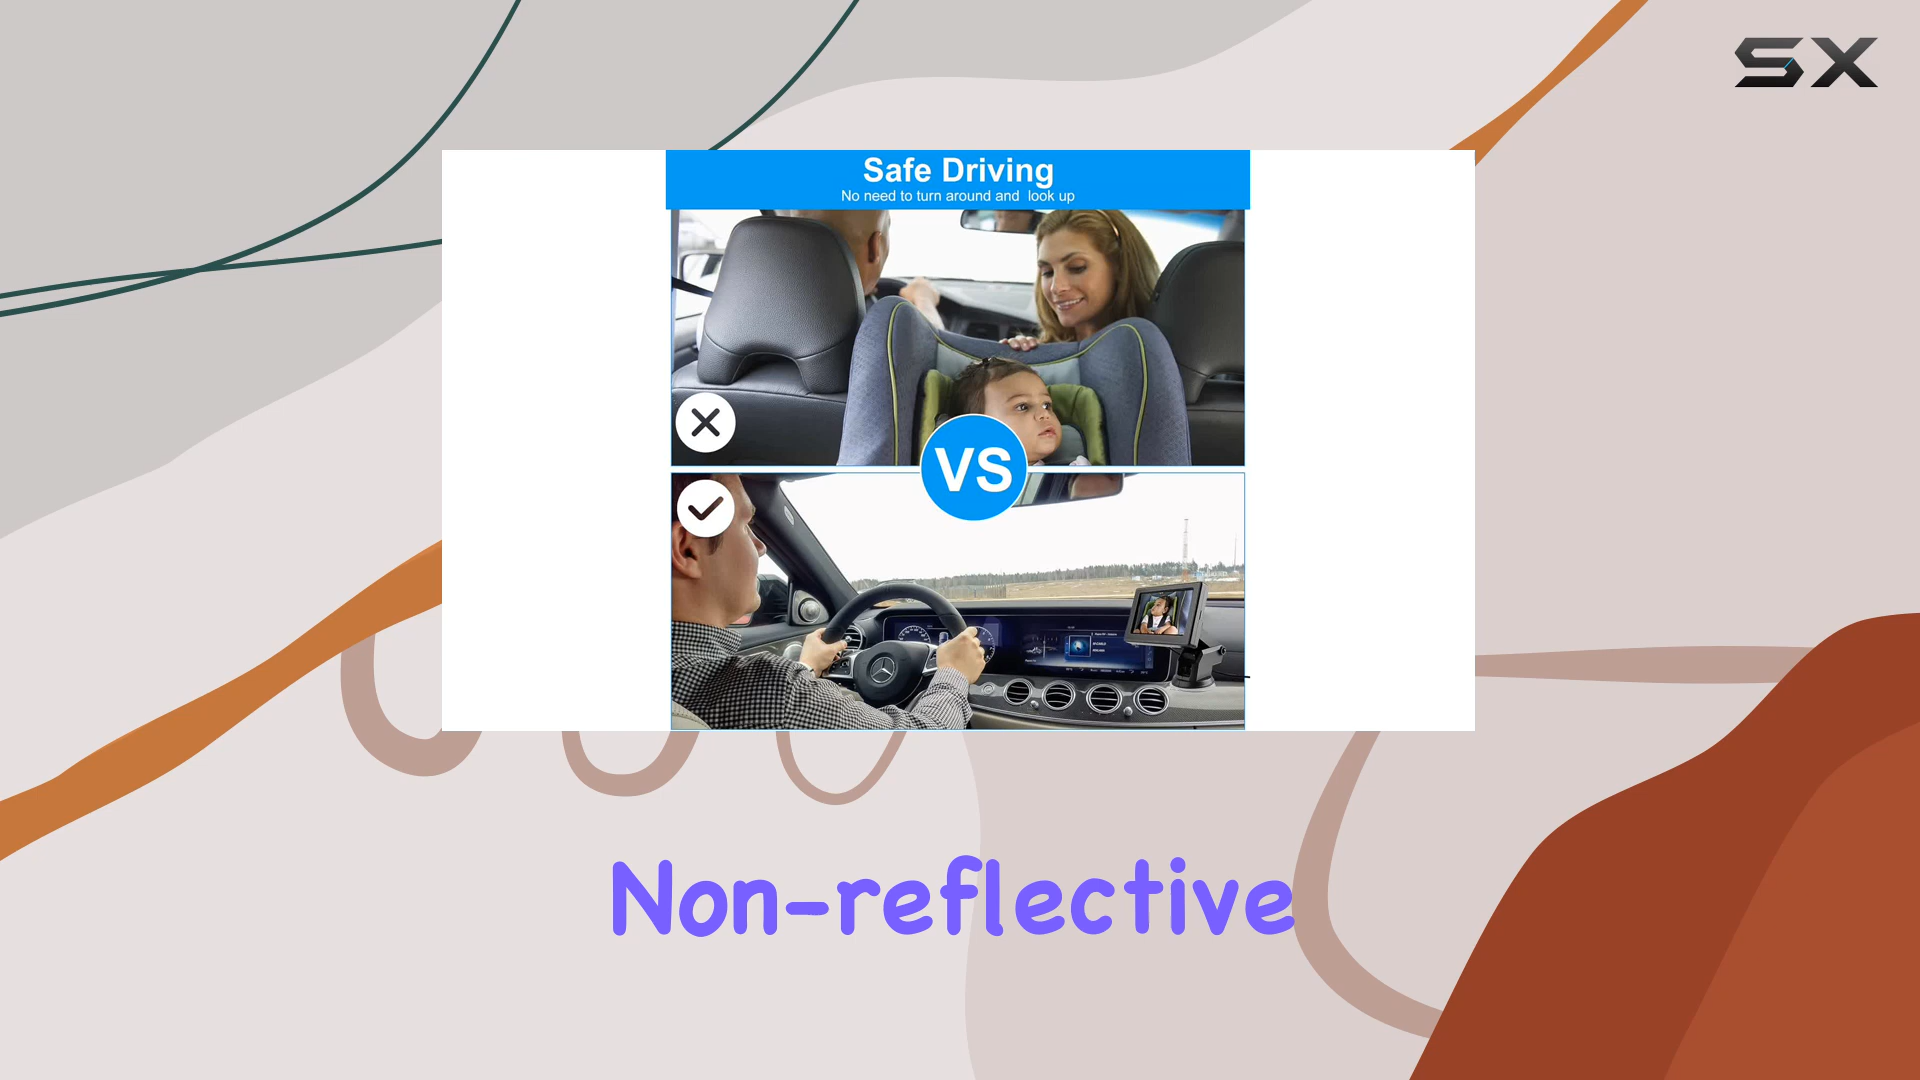 SX
Safe Driving
No need to turn around and look up
VS
Non-reflective